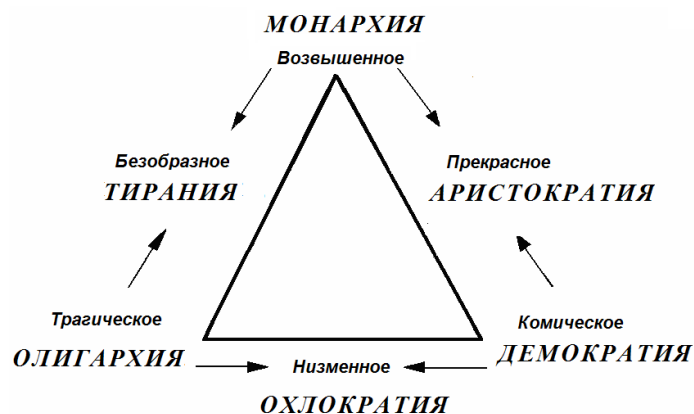 МОНАРХИЯ
Возвышенное
Безобразное
ТИРАНИЯ
Прекрасное
АРИСТОКРАТИЯ
Трагическое
ОЛИГАРХИЯ
Комическое
ДЕМОКРАТИЯ
Низменное
ОХЛОКРАТИЯ